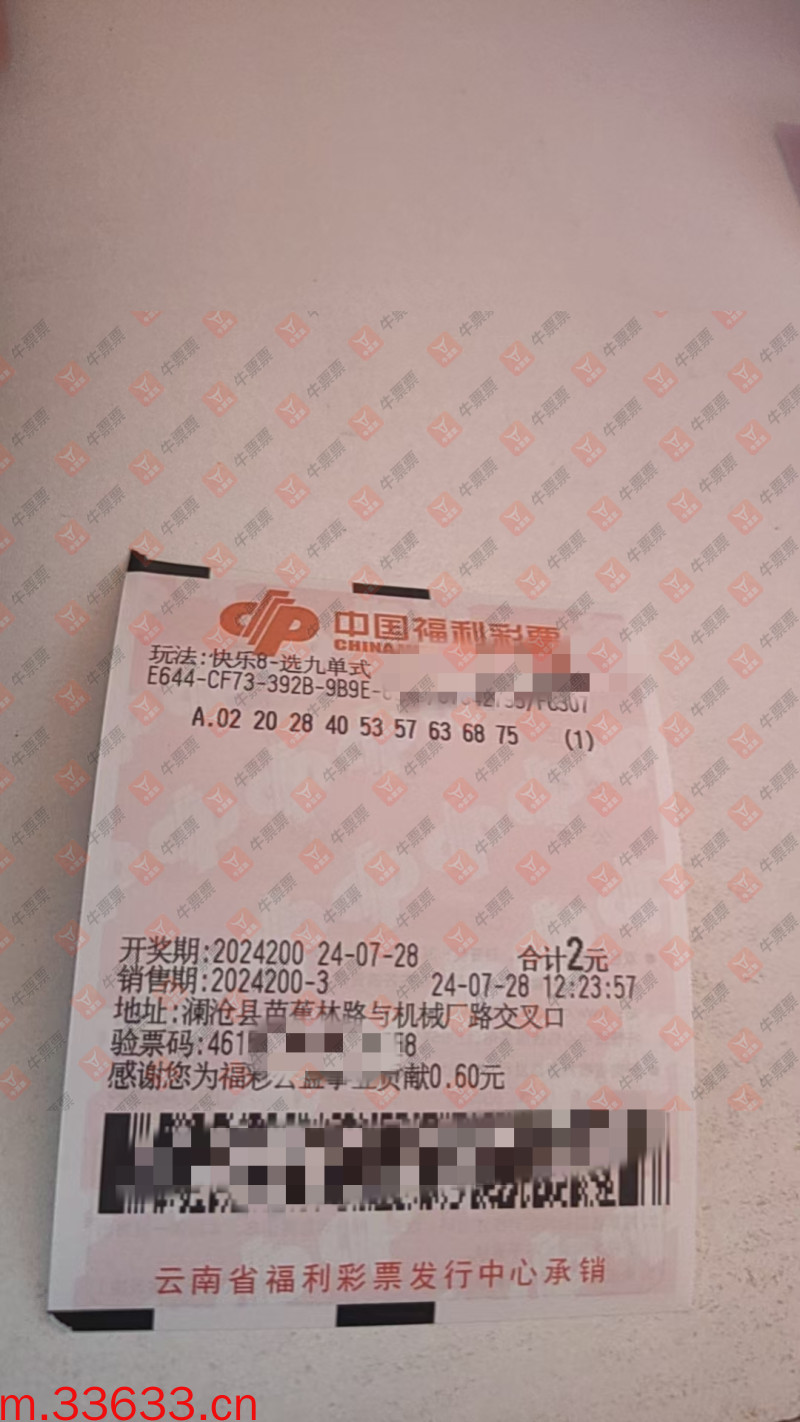 中国福利彩票
CHINA
玩法:快乐8-选九单式
E644-CF73-392B-9B9E-
A.02 20 28 40 53 57 63 68 75 (1)
开奖期:2024200 24-07-28 合计2元
销售期:2024200-3 24-07-28 12:23:57
地址:澜沧县芭蕉林路与机械厂路交叉口
验票码:461 8
感谢您为福彩公益事业贡献0.60元
云南省福利彩票发行中心承销
牛票票
m.33633.cn